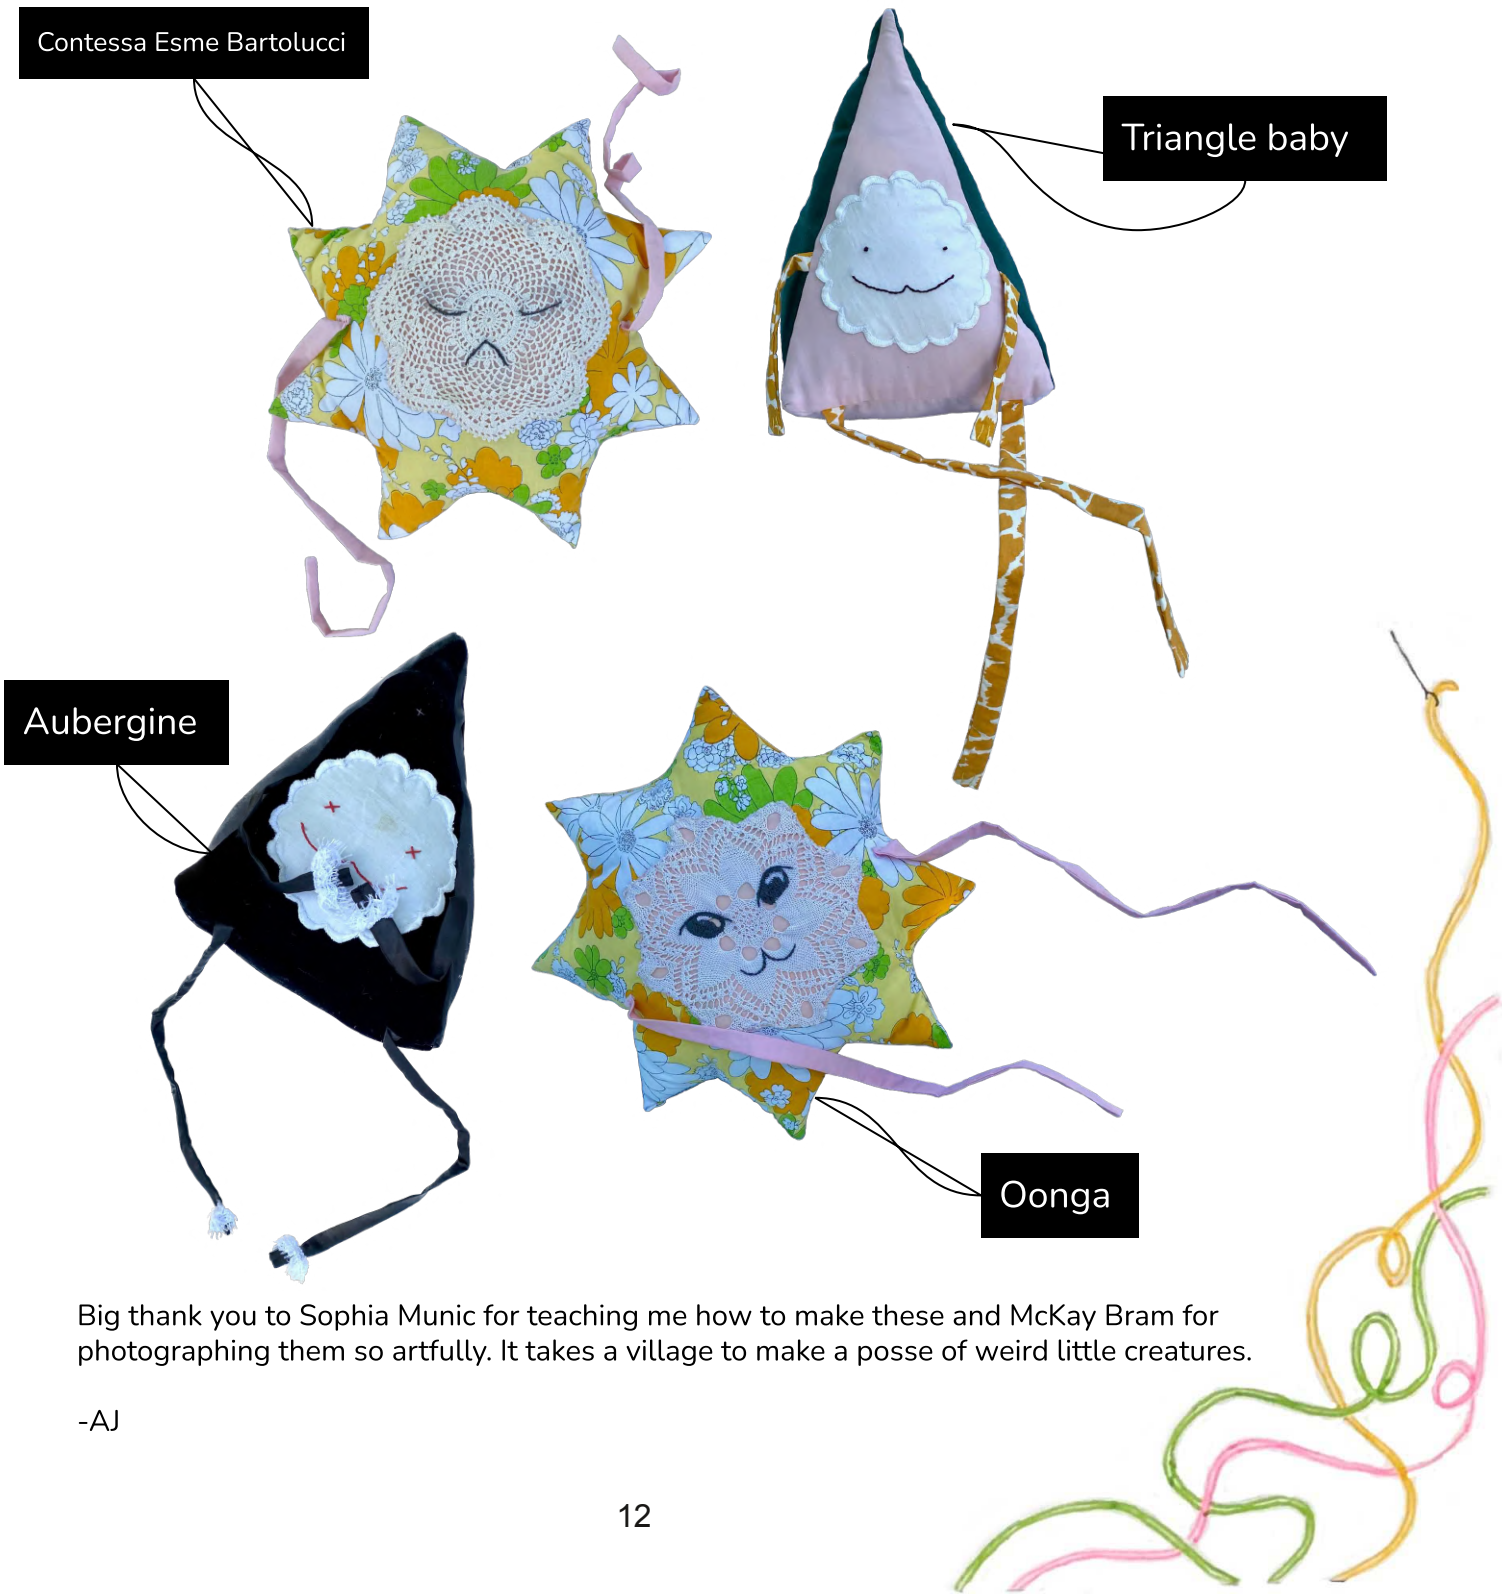 Contessa Esme Bartolucci
Triangle baby
Aubergine
Oonga
Big thank you to Sophia Munic for teaching me how to make these and McKay Bram for
photographing them so artfully. It takes a village to make a posse of weird little creatures.
-AJ
12